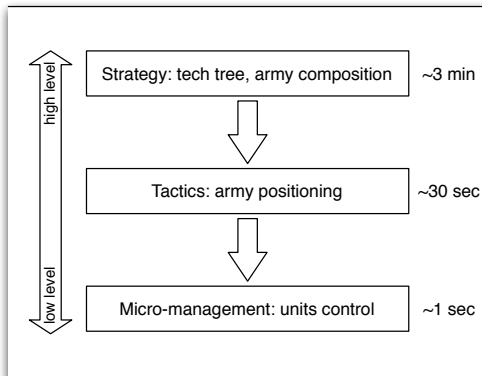 high level
Strategy: tech tree, army composition ~3 min
Tactics: army positioning ~30 sec
Micro-management: units control ~1 sec
low level